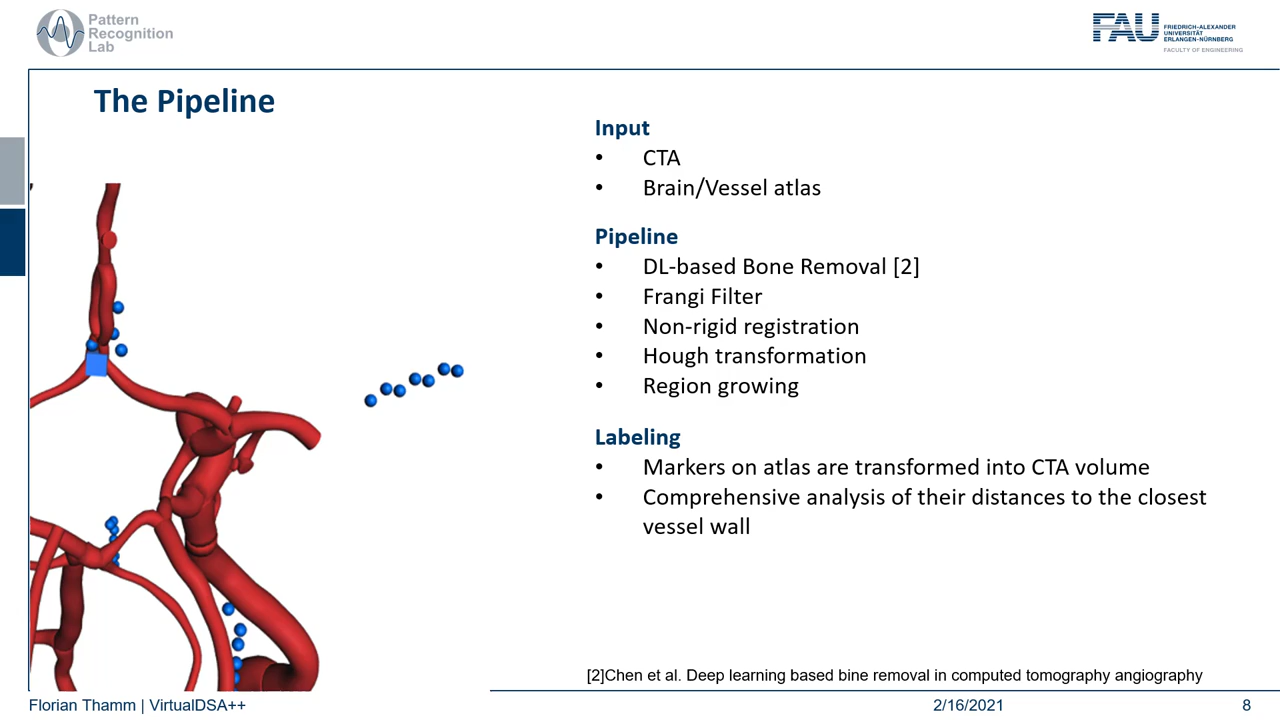 Pattern
Recognition
Lab
FAU
FRIEDRICH-ALEXANDER
UNIVERSITÄT
ERLANGEN-NÜRNBERG
FACULTY OF ENGINEERING
The Pipeline
Input
• CTA
• Brain/Vessel atlas
Pipeline
• DL-based Bone Removal [2]
• Frangi Filter
• Non-rigid registration
• Hough transformation
• Region growing
Labeling
• Markers on atlas are transformed into CTA volume
• Comprehensive analysis of their distances to the closest
vessel wall
[2]Chen et al. Deep learning based bine removal in computed tomography angiography
Florian Thamm | VirtualDSA++
2/16/2021
8